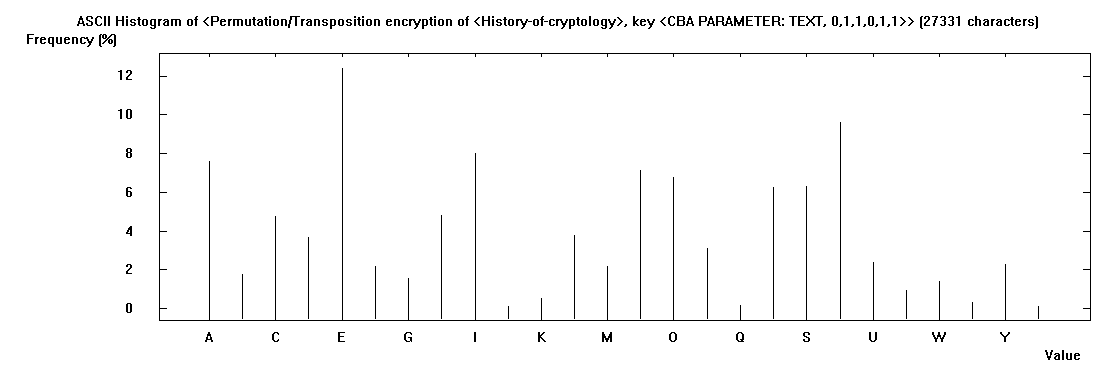 ASCII Histogram of <Permutation/Transposition encryption of <History-of-cryptology>, key <CBA PARAMETER: TEXT, 0,1,1,0,1,1>> (27331 characters)
Frequency (%)
12
10
8
6
4
2
0
A C E G I K M O Q S U W Y
Value